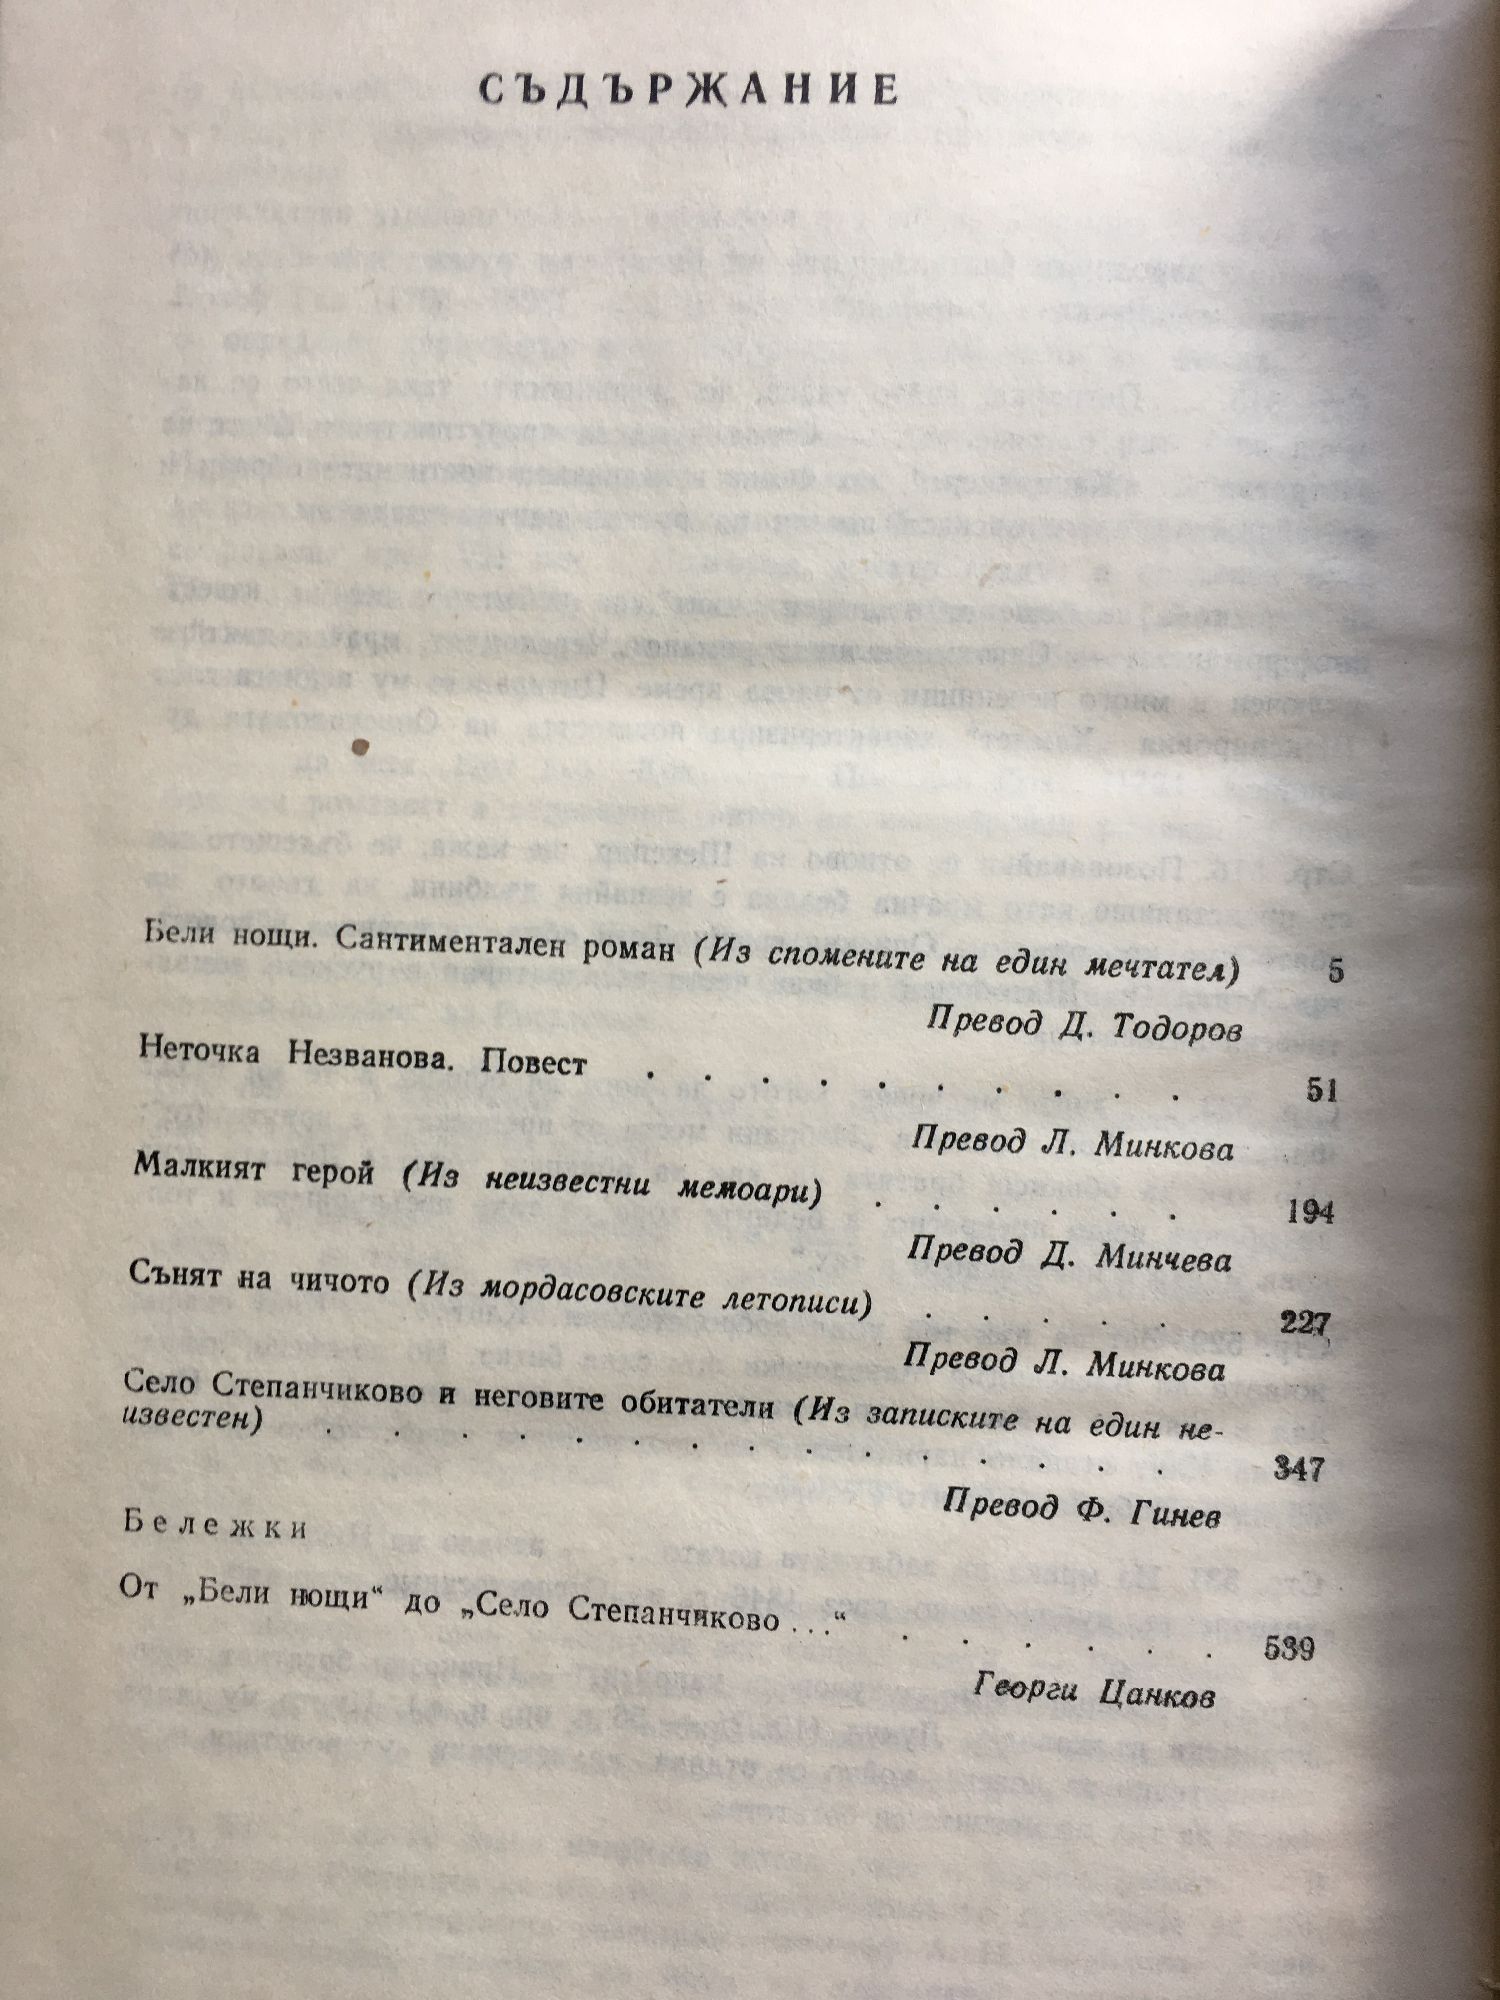 СЪДЪРЖАНИЕ
Бели нощи. Сантиментален роман (Из спомените на един мечтател) 5
Превод Д. Тодоров
Неточка Незванова. Повест . . . . . . . . . . 51
Превод Л. Минкова
Малкият герой (Из неизвестни мемоари) . . . . . . 194
Превод Д. Минчева
Сънят на чичото (Из мордасовските летописи) . . . . . 227
Превод Л. Минкова
Село Степанчиково и неговите обитатели (Из записките на един не-
известен) . . . . . . . . . . . . . . . 347
Превод Ф. Гинев
Бележки
От „Бели нощи“ до „Село Степанчиково ...“ . . . . . . 539
Георги Цанков